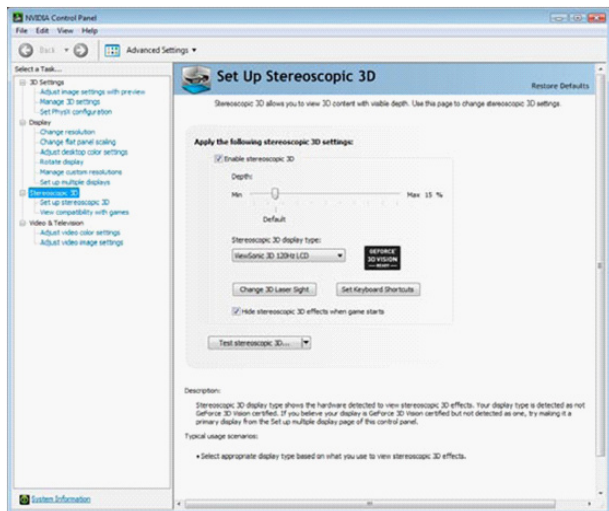 NVIDIA Control Panel
File Edit View Help
Back Advanced Settings
Select a Task...
3D Settings
Adjust image settings with preview
Manage 3D settings
Set PhysX configuration
Display
Change resolution
Change flat panel scaling
Adjust desktop color settings
Rotate display
Manage custom resolutions
Set up multiple displays
Stereoscopic 3D
Set up stereoscopic 3D
View compatibility with games
Video & Television
Adjust video color settings
Adjust video image settings
System Information
Set Up Stereoscopic 3D
Restore Defaults
Stereoscopic 3D allows you to view 3D content with visible depth. Use this page to change stereoscopic 3D settings.
Apply the following stereoscopic 3D settings:
Enable stereoscopic 3D
Depth:
Min Max 15 %
Default
Stereoscopic 3D display type:
ViewSonic 3D 120Hz LCD
GEFORCE
3D VISION
READY
Change 3D Laser Sight Set Keyboard Shortcuts
Hide stereoscopic 3D effects when game starts
Test stereoscopic 3D...
Description:
Stereoscopic 3D display type shows the hardware detected to view stereoscopic 3D effects. Your display type is detected as not
GeForce 3D Vision certified. If you believe your display is GeForce 3D Vision certified but not detected as one, try making it a
primary display from the Set up multiple display page of this control panel.
Typical usage scenarios:
• Select appropriate display type based on what you use to view stereoscopic 3D effects.